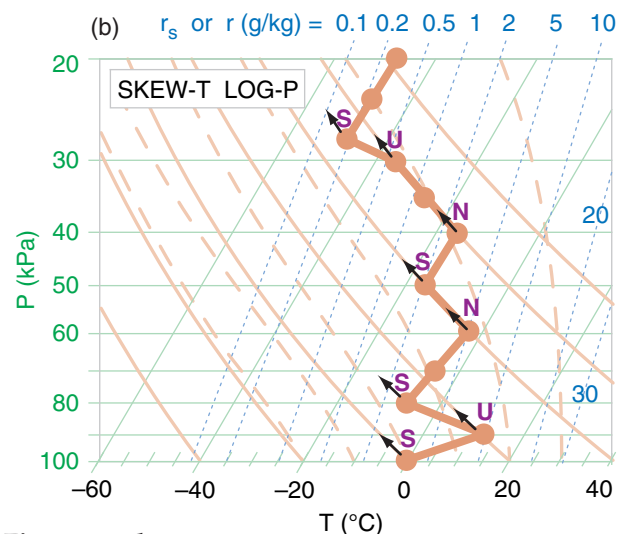 (b) r_s or r (g/kg) = 0.1 0.2 0.5 1 2 5 10
20
SKEW-T LOG-P
S
U
30
N
20
40
S
50
N
60
P (kPa)
S
30
80
U
S
100
–60 –40 –20 0 20 40
T (°C)